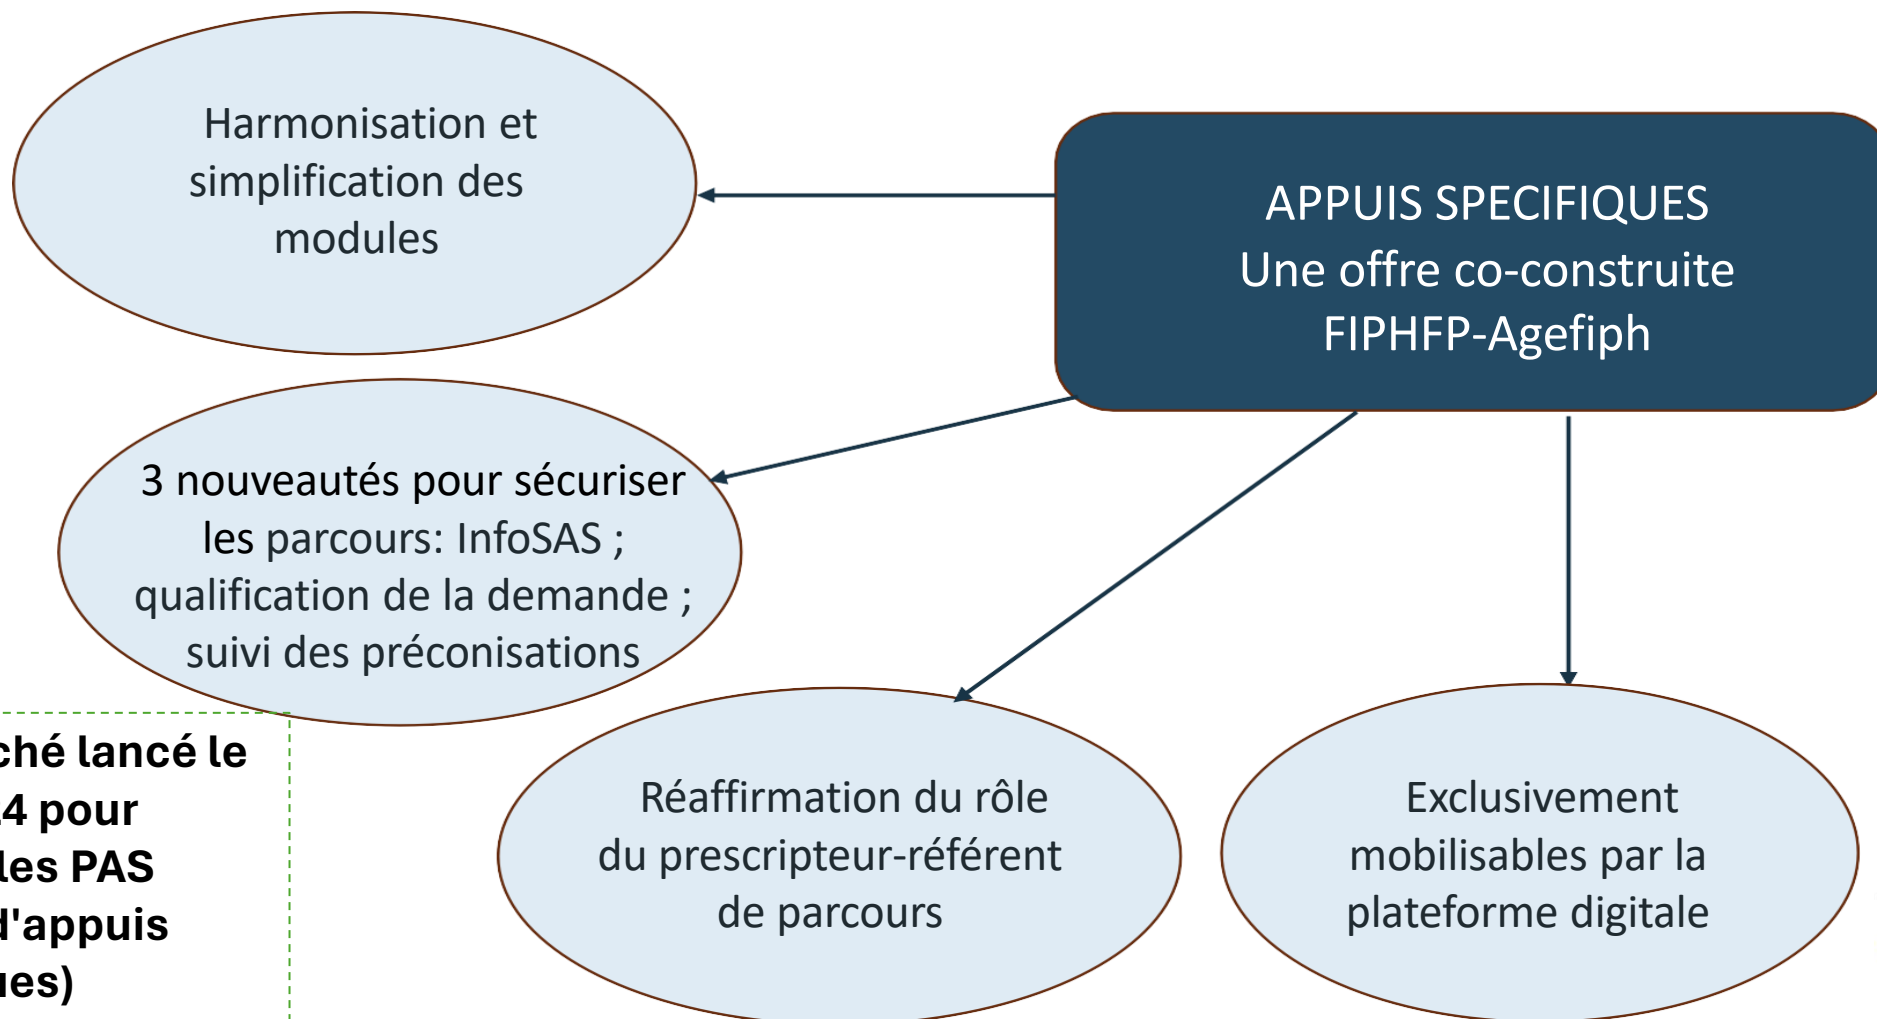 Harmonisation et
simplification des
modules
APPUIS SPECIFIQUES
Une offre co-construite
FIPHFP-Agefiph
3 nouveautés pour sécuriser
les parcours: InfoSAS ;
qualification de la demande ;
suivi des préconisations
ché lancé le
4 pour
les PAS
d'appuis
ues)
Réaffirmation du rôle
du prescripteur-référent
de parcours
Exclusivement
mobilisables par la
plateforme digitale